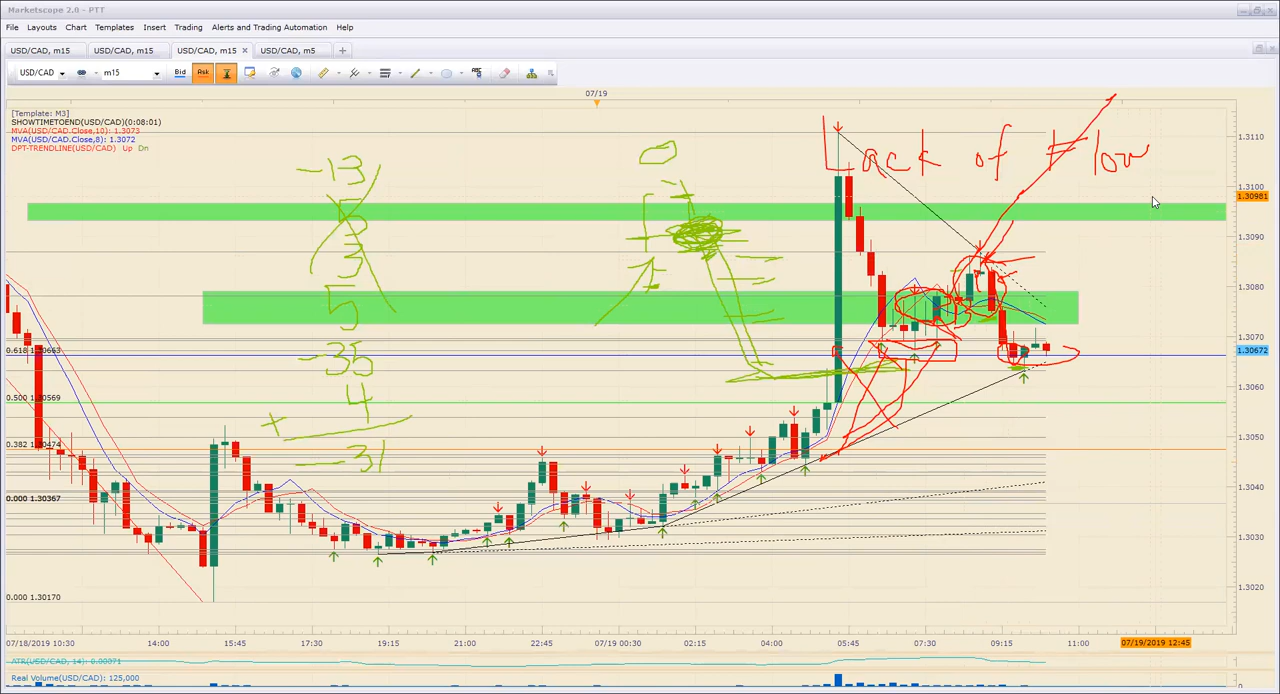 Marketscope 2.0 - PTT
File Layouts Chart Templates Insert Trading Alerts and Trading Automation Help
USD/CAD, m15 USD/CAD, m15 USD/CAD, m15 USD/CAD, m5
USD/CAD m15 Bid Ask
07/19
[Template: M3]
SHOWTIMETOEND(USD/CAD)(0:08:01)
MVA(USD/CAD.Close,10) 1.3073
MVA(USD/CAD.Close,8) 1.3072
DPT-TRENDLINE(USD/CAD) Up Dn
Lack of Flow
-13
5
3
3
5
-35
4
+
-31
1.3110
1.3100
1.30981
1.3090
1.3080
1.3070
1.30672
1.3060
1.3050
1.3040
1.3030
1.3020
0.618 1.30663
0.500 1.30569
0.382 1.30474
0.000 1.30367
0.000 1.30170
07/18/2019 10:30 14:00 15:45 17:30 19:15 21:00 22:45 07/19 00:30 02:15 04:00 05:45 07:30 09:15 11:00 07/19/2019 12:45
ATR(USD/CAD, 14): 0.00071
Real Volume(USD/CAD): 125,000